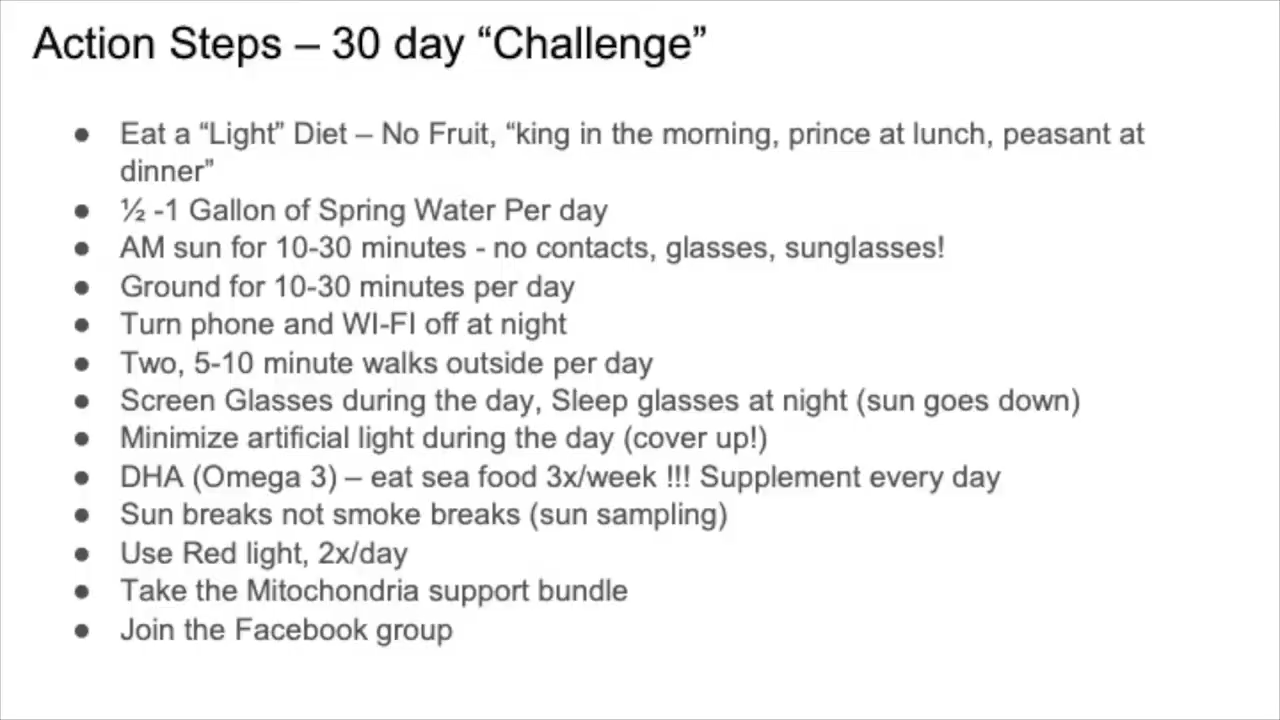 Action Steps – 30 day “Challenge”
● Eat a “Light” Diet – No Fruit, “king in the morning, prince at lunch, peasant at
dinner”
● ½ -1 Gallon of Spring Water Per day
● AM sun for 10-30 minutes - no contacts, glasses, sunglasses!
● Ground for 10-30 minutes per day
● Turn phone and WI-FI off at night
● Two, 5-10 minute walks outside per day
● Screen Glasses during the day, Sleep glasses at night (sun goes down)
● Minimize artificial light during the day (cover up!)
● DHA (Omega 3) – eat sea food 3x/week !!! Supplement every day
● Sun breaks not smoke breaks (sun sampling)
● Use Red light, 2x/day
● Take the Mitochondria support bundle
● Join the Facebook group